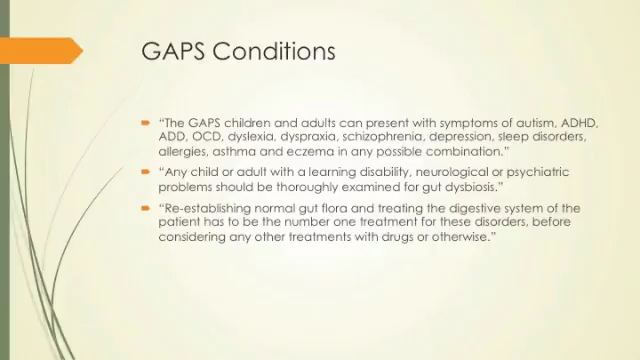 GAPS Conditions
“The GAPS children and adults can present with symptoms of autism, ADHD,
ADD, OCD, dyslexia, dyspraxia, schizophrenia, depression, sleep disorders,
allergies, asthma and eczema in any possible combination.”
“Any child or adult with a learning disability, neurological or psychiatric
problems should be thoroughly examined for gut dysbiosis.”
“Re-establishing normal gut flora and treating the digestive system of the
patient has to be the number one treatment for these disorders, before
considering any other treatments with drugs or otherwise.”